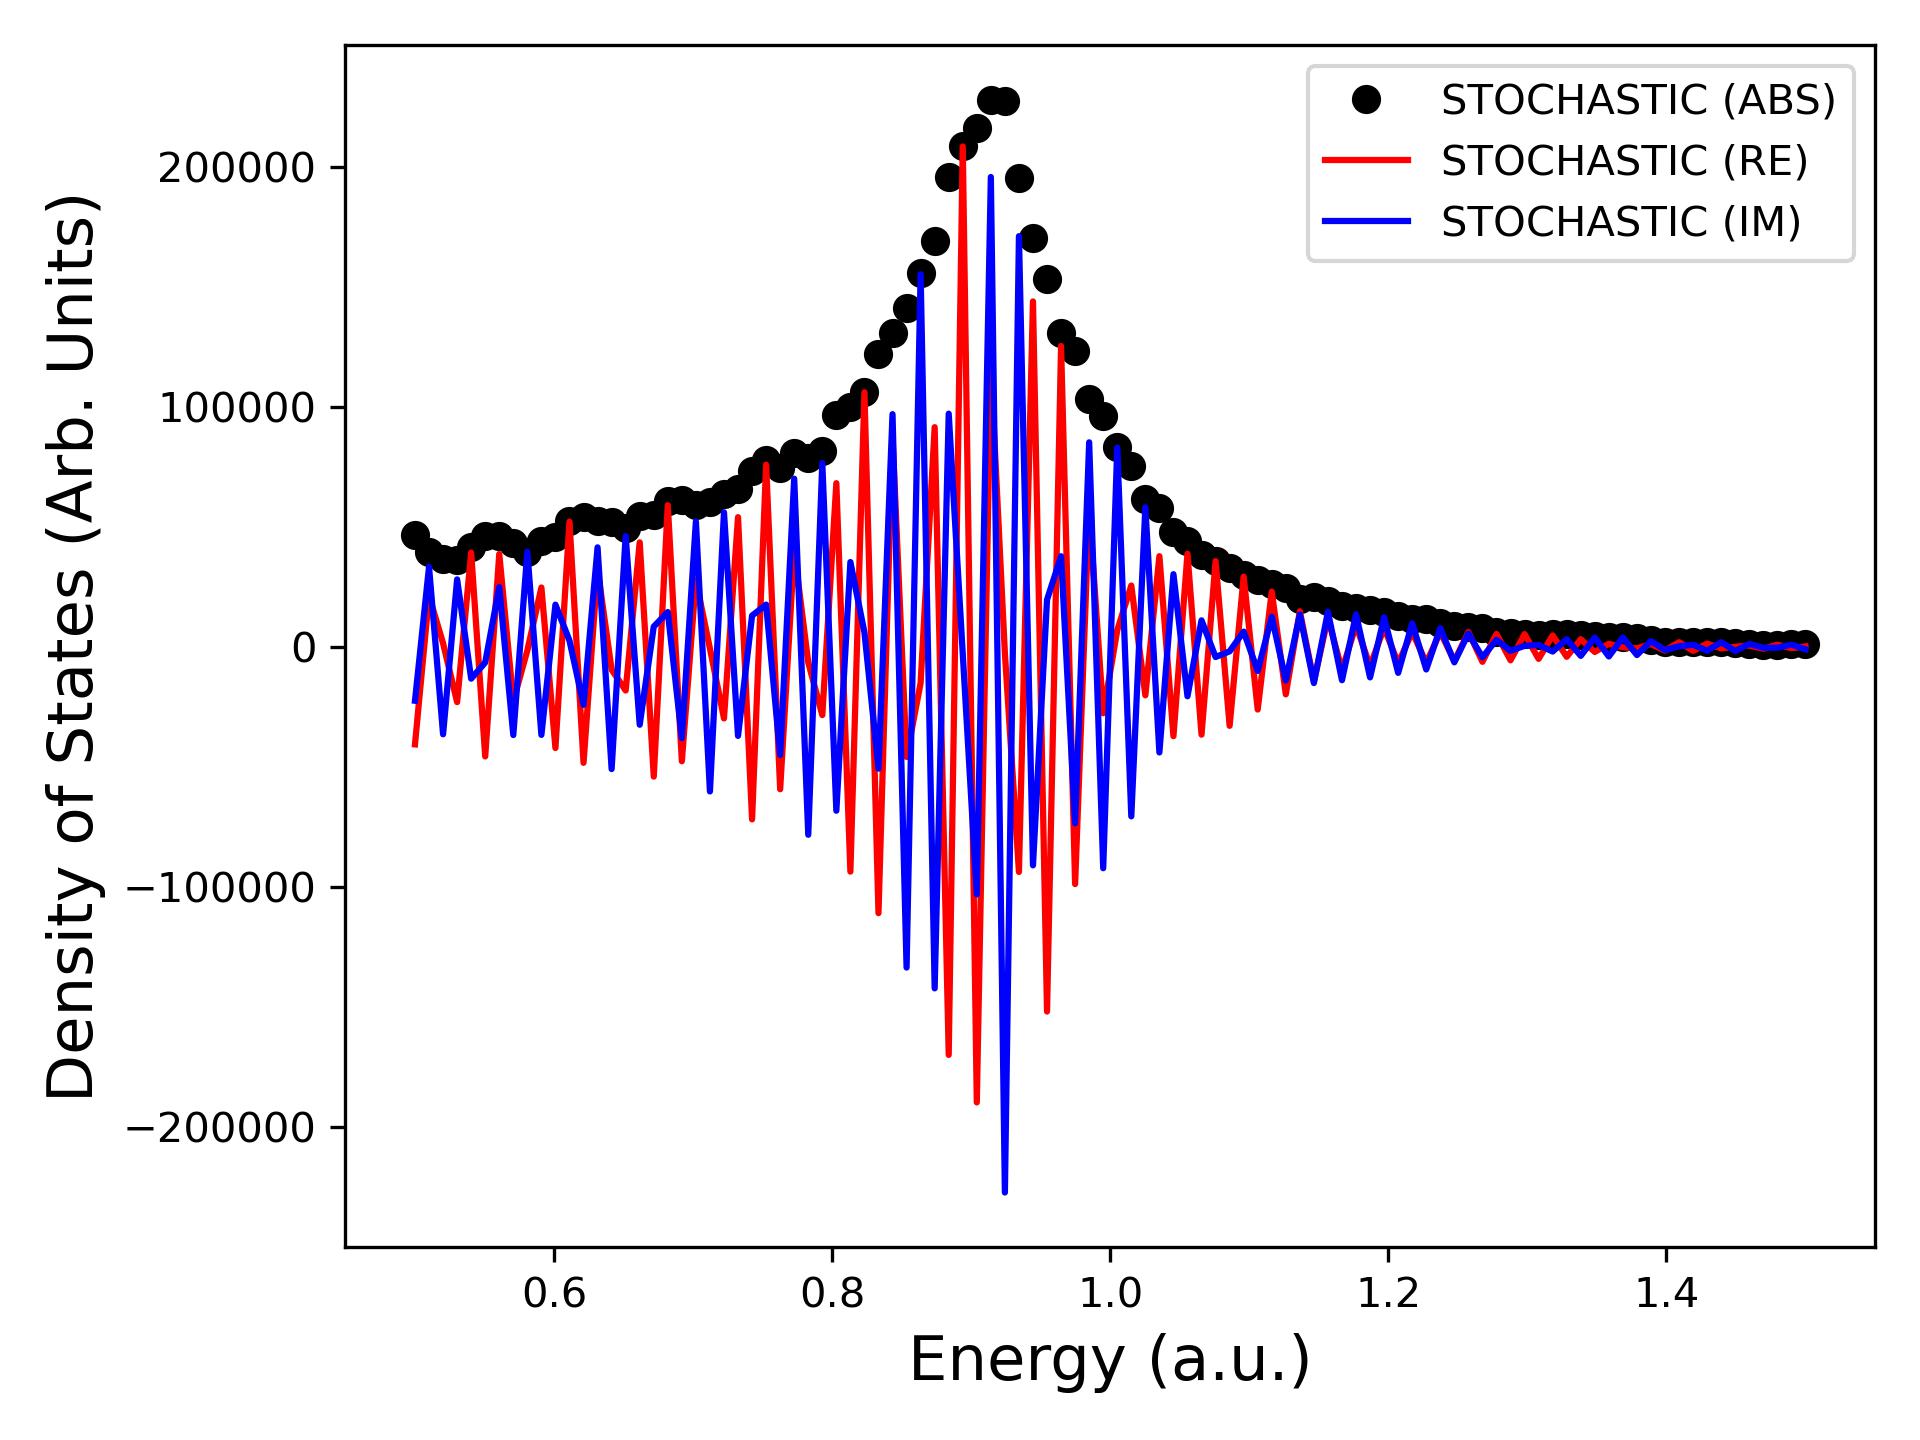 STOCHASTIC (ABS)
STOCHASTIC (RE)
STOCHASTIC (IM)
Density of States (Arb. Units)
200000
100000
0
−100000
−200000
0.6
0.8
1.0
1.2
1.4
Energy (a.u.)